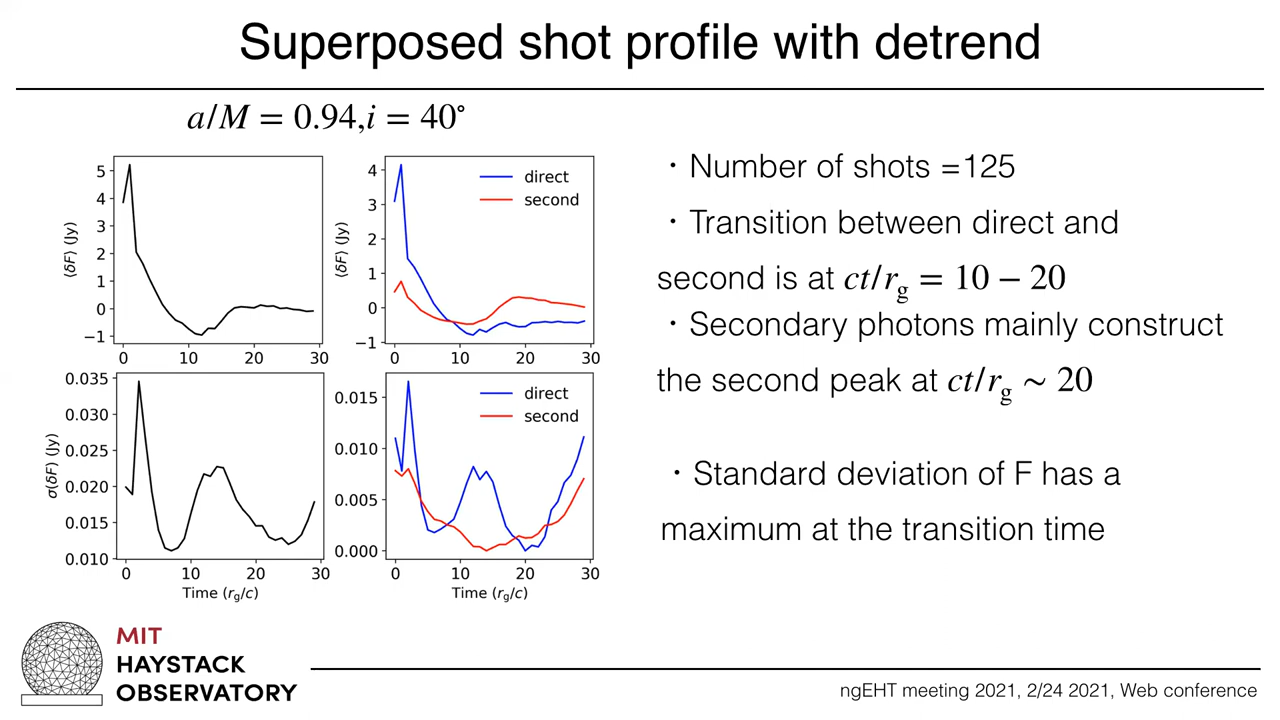 Superposed shot profile with detrend
a/M = 0.94,i = 40°
5
4
3
2
1
0
−1
⟨δF⟩ (Jy)
0 10 20 30
4
3
2
1
0
−1
⟨δF⟩ (Jy)
direct
second
0 10 20 30
0.035
0.030
0.025
0.020
0.015
0.010
σ(δF) (Jy)
0 10 20 30
Time (rg/c)
0.015
0.010
0.005
0.000
direct
second
0 10 20 30
Time (rg/c)
・Number of shots =125
・Transition between direct and
second is at ct/rg = 10 − 20
・Secondary photons mainly construct
the second peak at ct/rg ∼ 20
・Standard deviation of F has a
maximum at the transition time
MIT
HAYSTACK
OBSERVATORY
ngEHT meeting 2021, 2/24 2021, Web conference